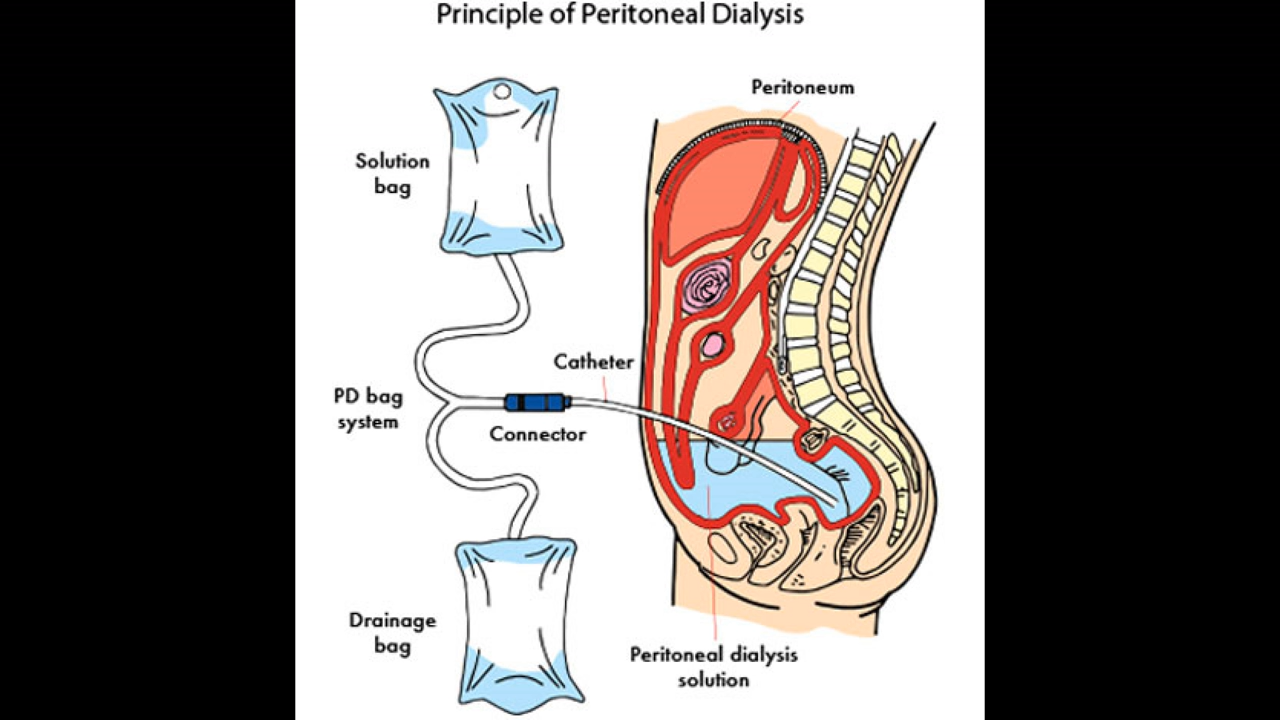 Principle of Peritoneal Dialysis
Peritoneum
Solution
bag
Catheter
PD bag
system
Connector
Drainage
bag
Peritoneal dialysis
solution